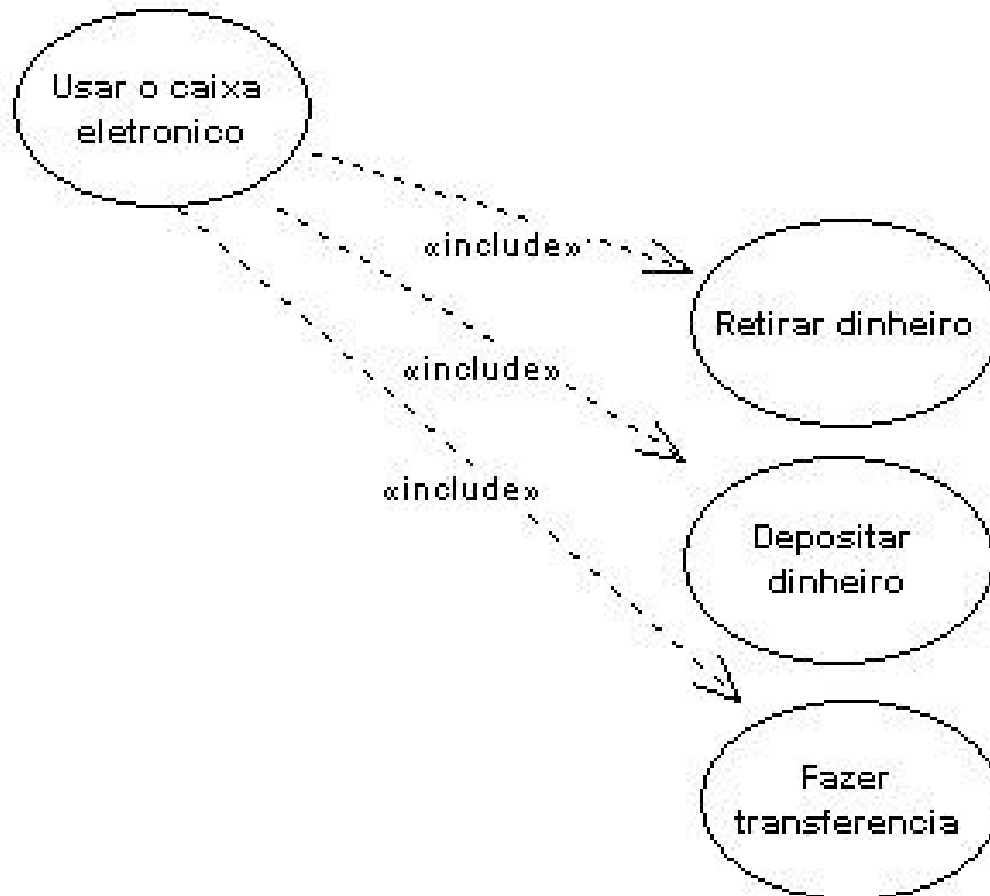 Usar o caixa
eletronico
«include»
Retirar dinheiro
«include»
«include»
Depositar
dinheiro
Fazer
transferencia